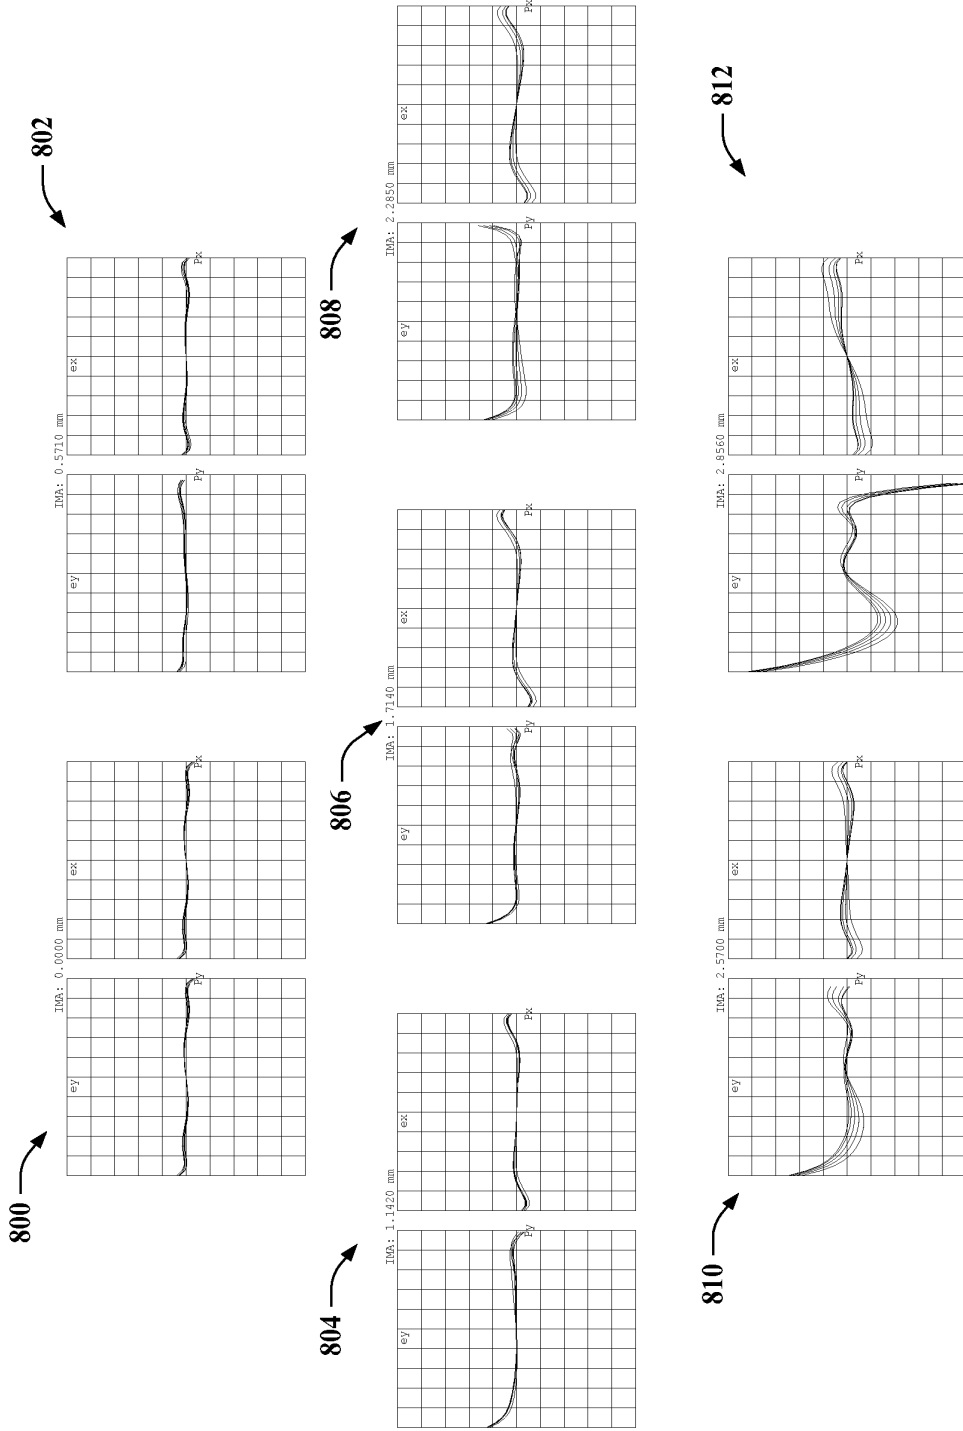 800
IMA: 0.0000 mm
ey
Py
ex
Px
802
IMA: 0.5710 mm
ey
Py
ex
Px
804
IMA: 1.1420 mm
ey
Py
ex
Px
806
IMA: 1.7140 mm
ey
Py
ex
Px
808
IMA: 2.2850 mm
ey
Py
ex
Px
810
IMA: 2.5700 mm
ey
Py
ex
Px
812
IMA: 2.8560 mm
ey
Py
ex
Px